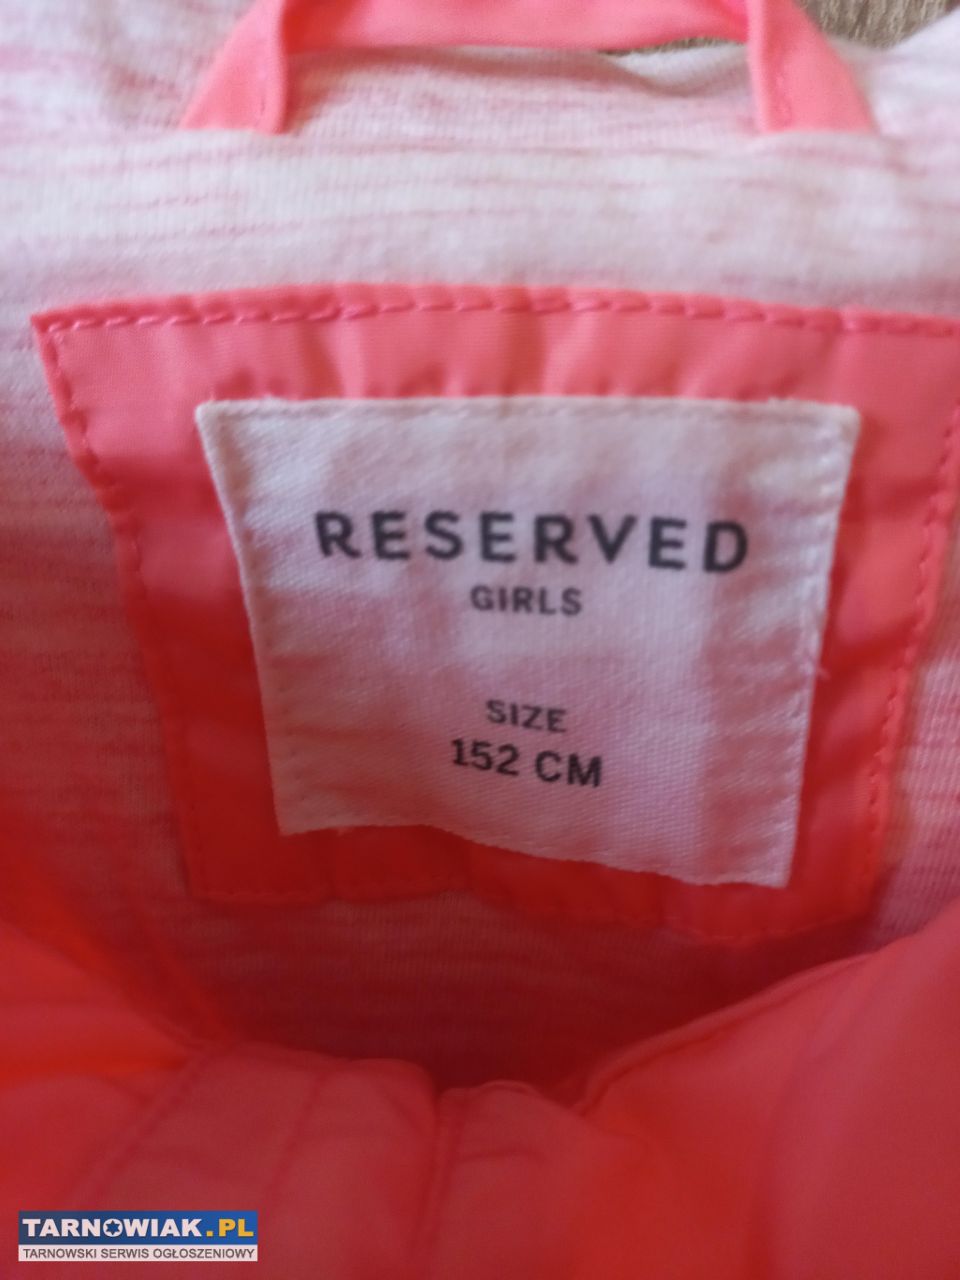 RESERVED
GIRLS
SIZE
152 CM
TARNOWIAK.PL
TARNOWSKI SERWIS OGŁOSZENIOWY